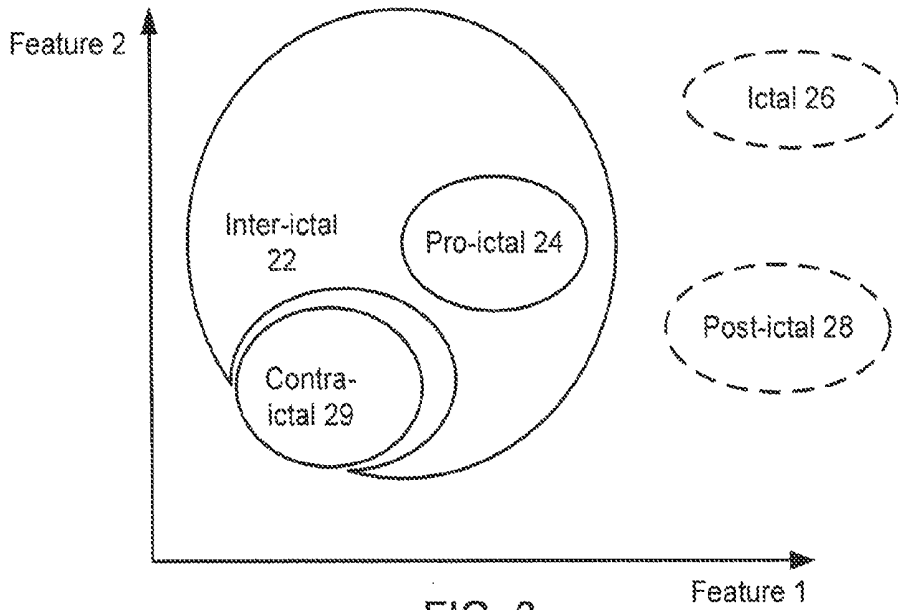 Feature 2
Ictal 26
Inter-ictal
22
Pro-ictal 24
Post-ictal 28
Contra-
ictal 29
Feature 1